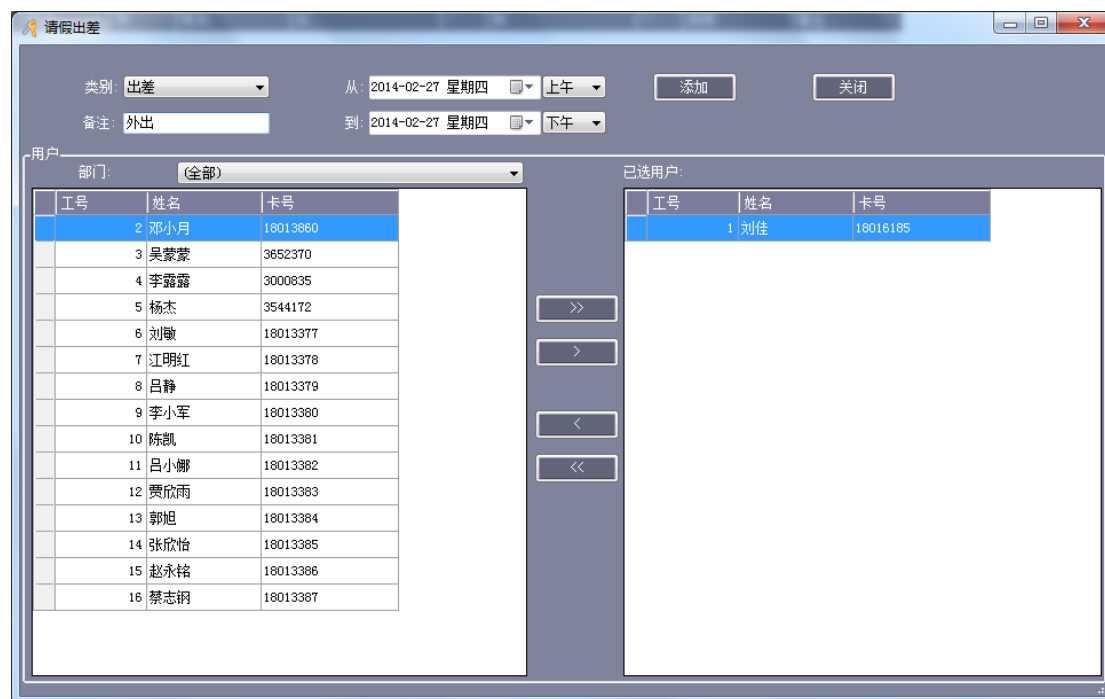 请假出差
类别: 出差 从: 2014-02-27 星期四 上午 添加 关闭
备注: 外出 到: 2014-02-27 星期四 下午
用户
部门: (全部) 已选用户:
工号 姓名 卡号 工号 姓名 卡号
2 邓小月 18013860 1 刘佳 18016185
3 吴蒙蒙 3652370
4 李露露 3000835
5 杨杰 3544172
>>
6 刘敏 18013377
7 江明红 18013378
>
8 吕静 18013379
9 李小军 18013380
<
10 陈凯 18013381
11 吕小娜 18013382
<<
12 贾欣雨 18013383
13 郭旭 18013384
14 张欣怡 18013385
15 赵永铭 18013386
16 蔡志钢 18013387